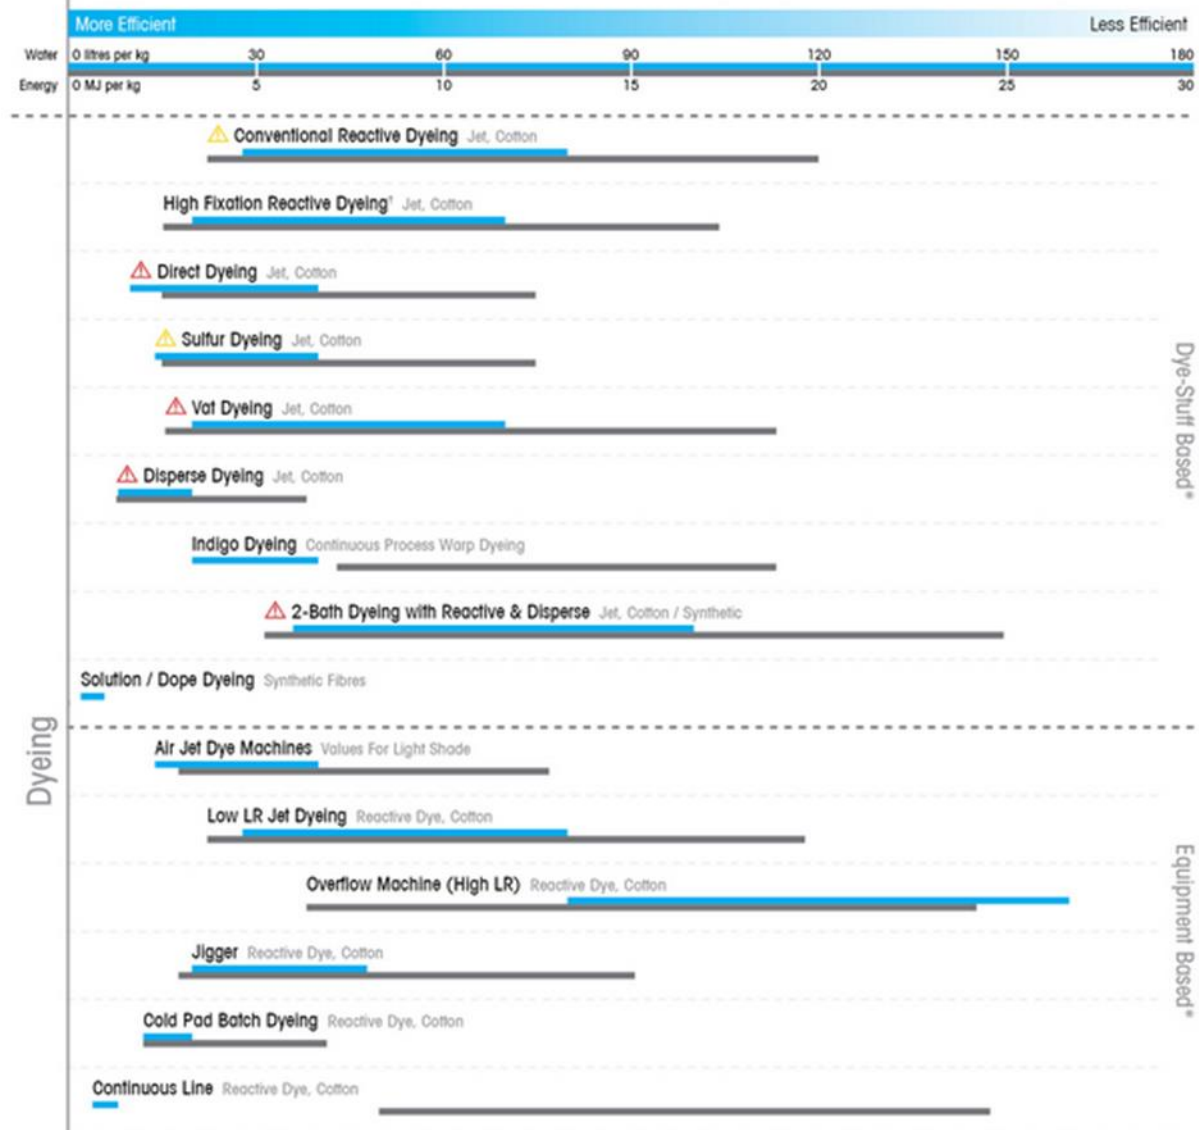 More Efficient Less Efficient
Water 0 litres per kg 30 60 90 120 150 180
Energy 0 MJ per kg 5 10 15 20 25 30
Conventional Reactive Dyeing Jet, Cotton
High Fixation Reactive Dyeing† Jet, Cotton
Direct Dyeing Jet, Cotton
Sulfur Dyeing Jet, Cotton
Vat Dyeing Jet, Cotton
Disperse Dyeing Jet, Cotton
Indigo Dyeing Continuous Process Warp Dyeing
2-Bath Dyeing with Reactive & Disperse Jet, Cotton / Synthetic
Solution / Dope Dyeing Synthetic Fibres
Dye-Stuff Based*
Dyeing
Air Jet Dye Machines Values For Light Shade
Low LR Jet Dyeing Reactive Dye, Cotton
Overflow Machine (High LR) Reactive Dye, Cotton
Jigger Reactive Dye, Cotton
Cold Pad Batch Dyeing Reactive Dye, Cotton
Continuous Line Reactive Dye, Cotton
Equipment Based*